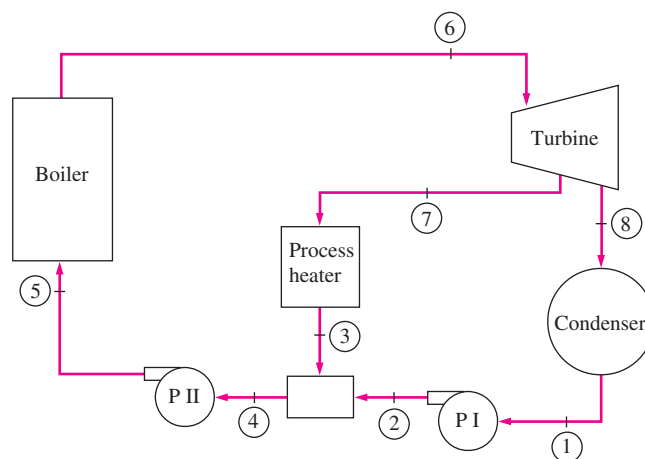 6
Turbine
Boiler
7
8
Process
heater
5
Condenser
3
P II
4
2
P I
1